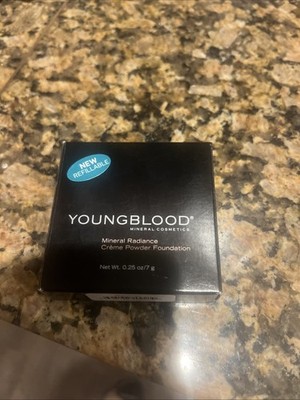 NEW
REFILLABLE
YOUNGBLOOD®
MINERAL COSMETICS
Mineral Radiance
Crème Powder Foundation
Net Wt. 0.25 oz/7 g